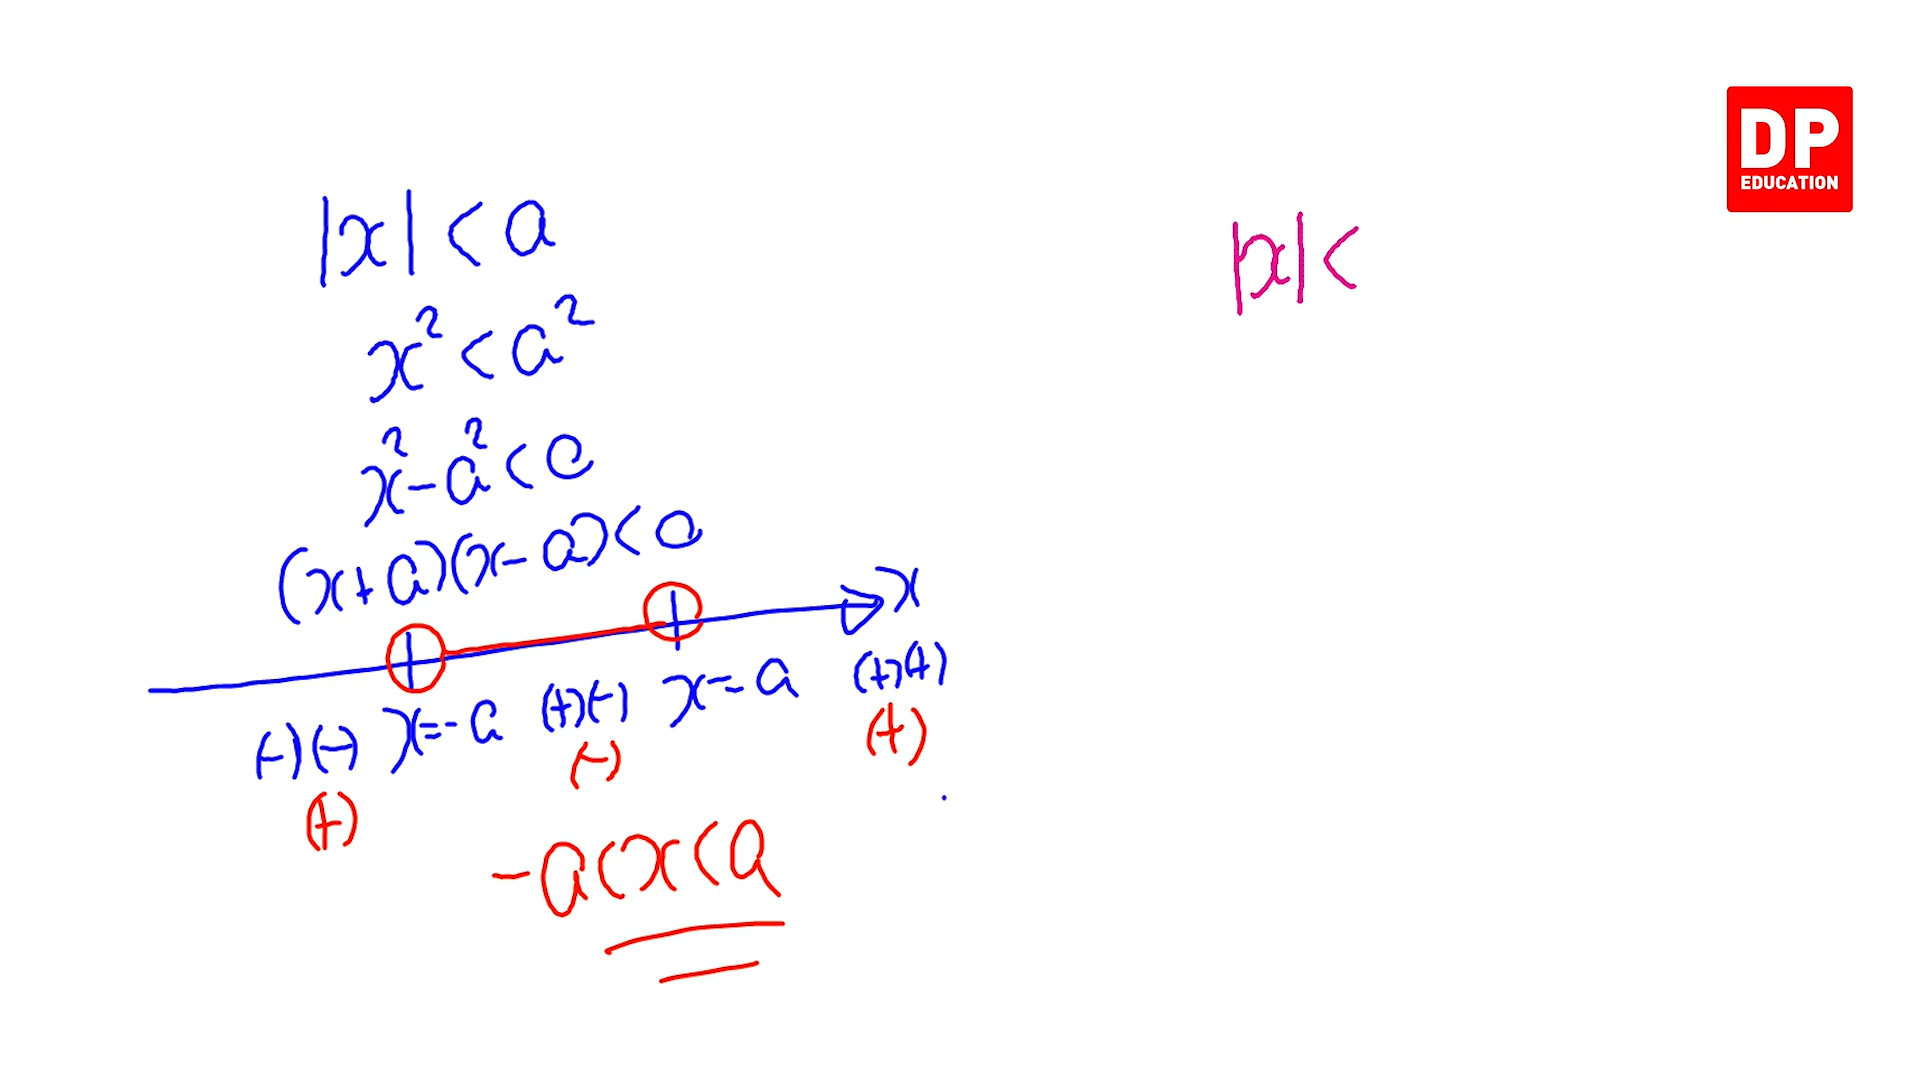 DP
EDUCATION
|x| < a
x² < a²
x² - a² < 0
(x+a)(x-a) < 0
x
(-)(-) x=-a (+)(-) x=a (+)(+)
(+) (-) (+)
-a<x<a
|x| <